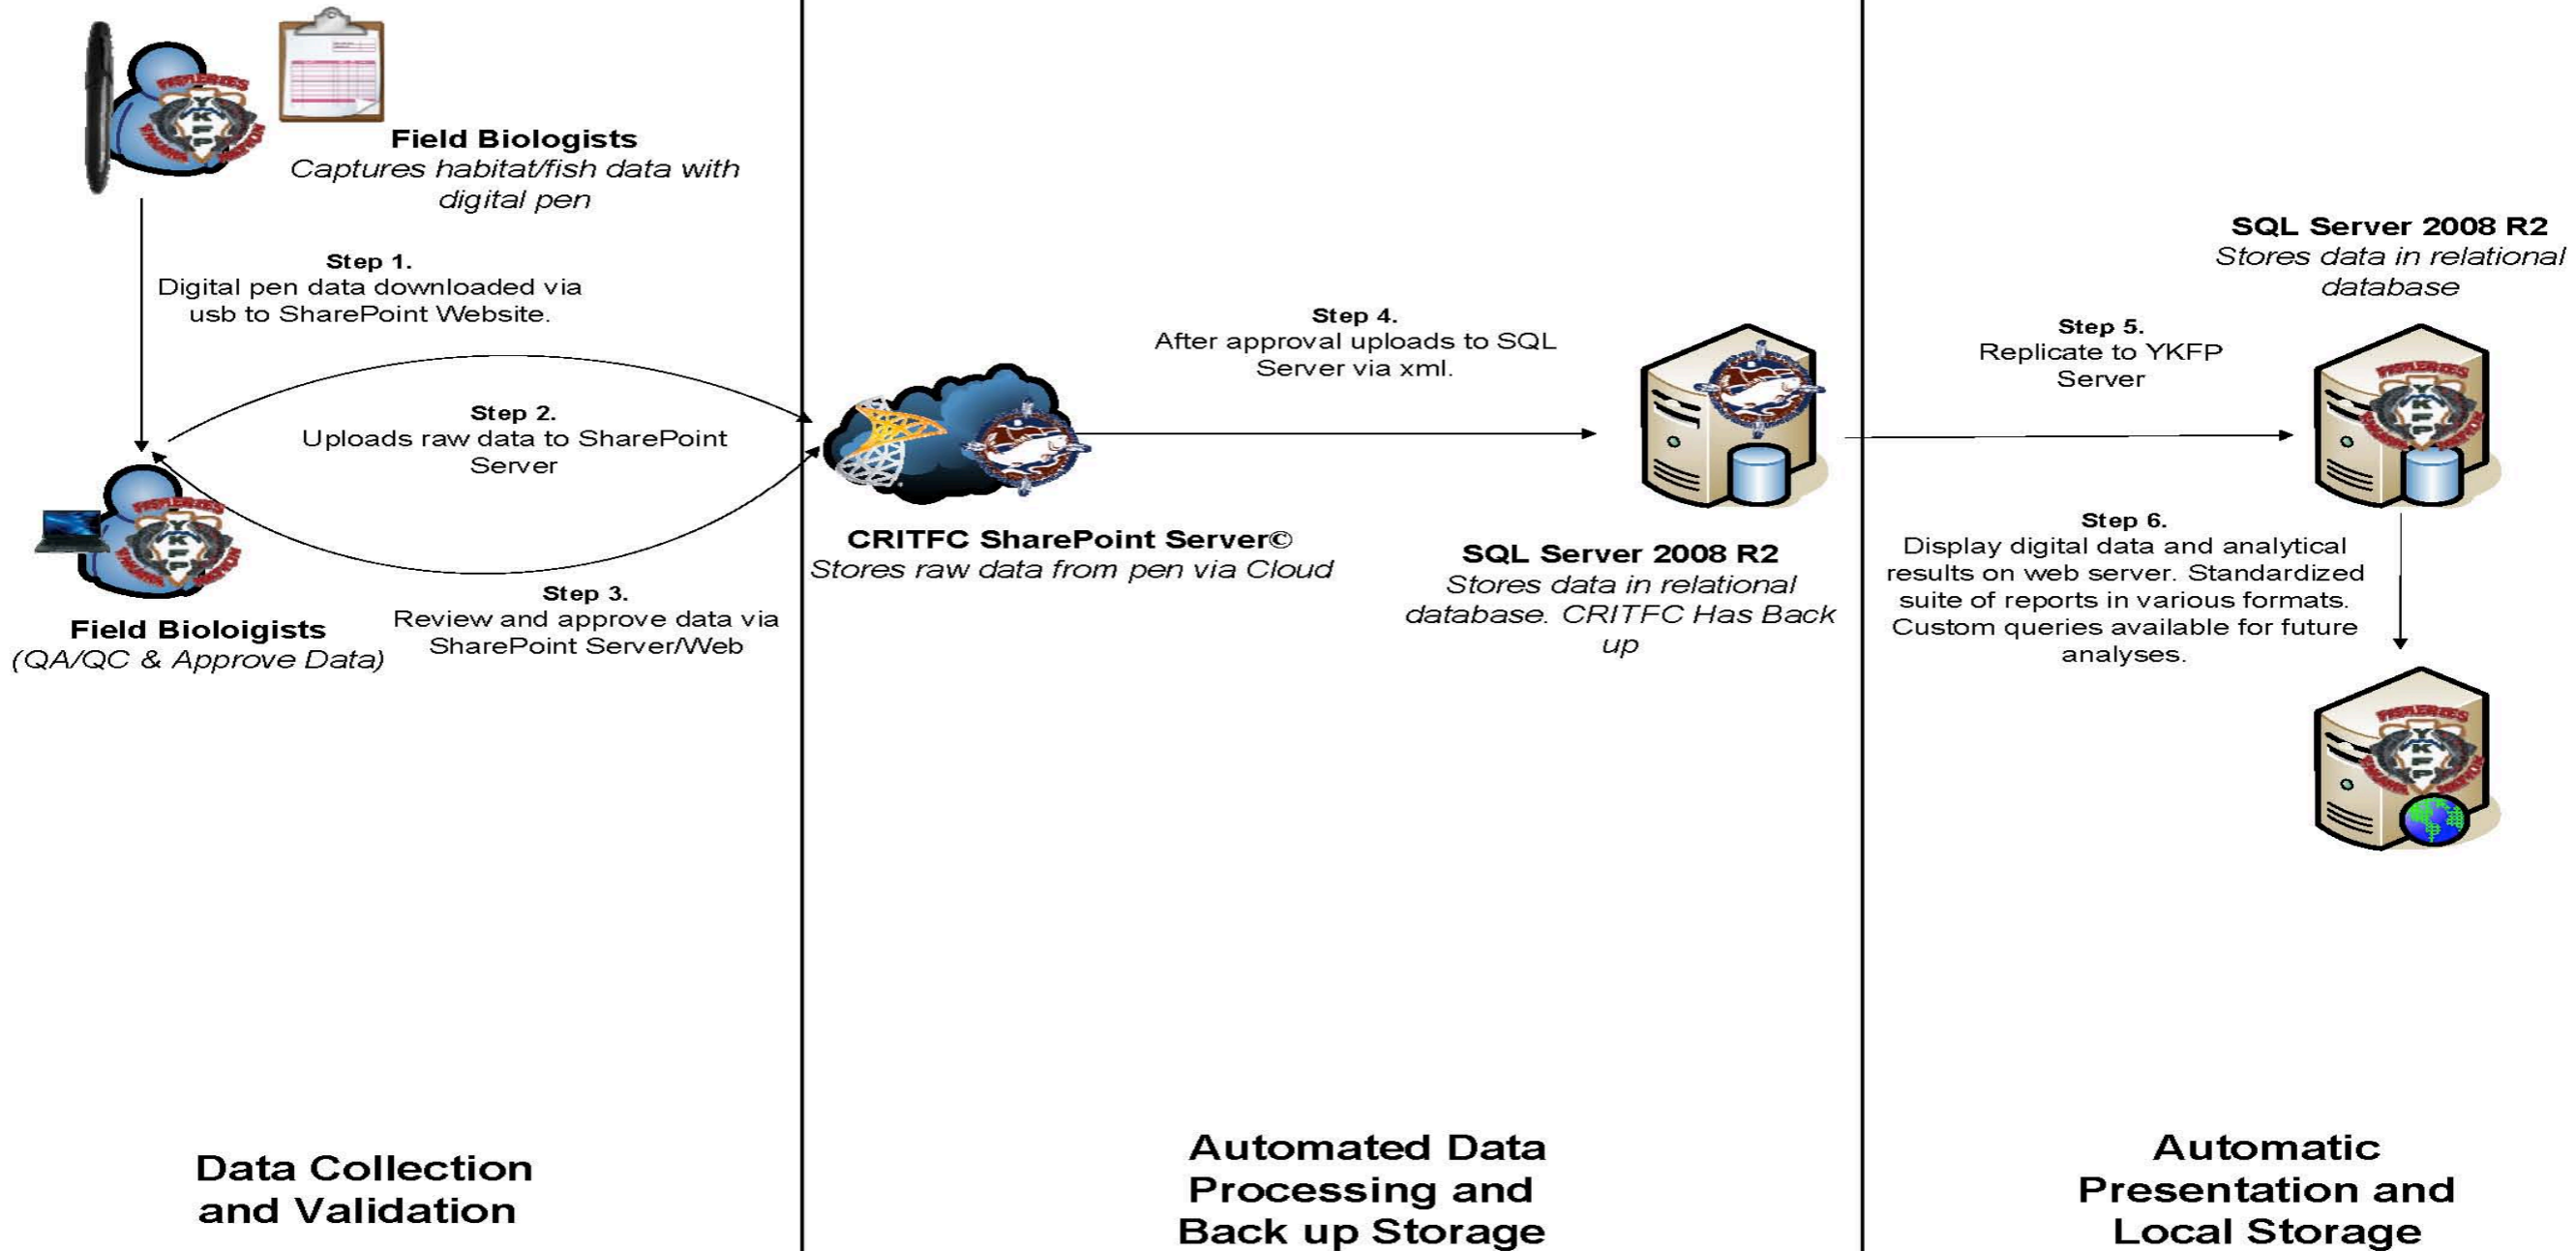 Field Biologists
Captures habitat/fish data with
digital pen
Step 1.
Digital pen data downloaded via
usb to SharePoint Website.
Step 2.
Uploads raw data to SharePoint
Server
Step 3.
Review and approve data via
SharePoint Server/Web
Field Bioloigists
(QA/QC & Approve Data)
Data Collection
and Validation
CRITFC SharePoint Server©
Stores raw data from pen via Cloud
Step 4.
After approval uploads to SQL
Server via xml.
SQL Server 2008 R2
Stores data in relational
database. CRITFC Has Back
up
Automated Data
Processing and
Back up Storage
SQL Server 2008 R2
Stores data in relational
database
Step 5.
Replicate to YKFP
Server
Step 6.
Display digital data and analytical
results on web server. Standardized
suite of reports in various formats.
Custom queries available for future
analyses.
Automatic
Presentation and
Local Storage
FISHERIES
YKFP
YAKAMA NATION